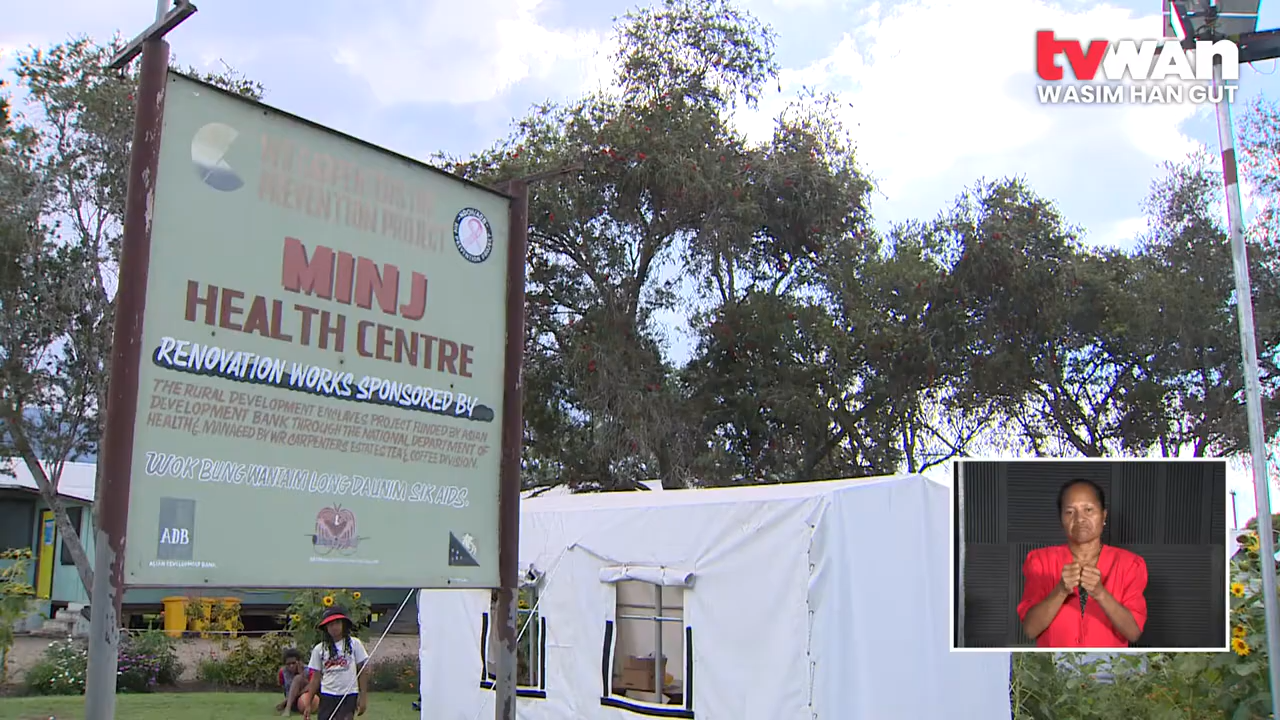 tvwan
WASIM HAN GUT
PREVENTION PROJECT
MINJ
HEALTH CENTRE
RENOVATION WORKS SPONSORED BY
THE RURAL DEVELOPMENT ENCLAVES PROJECT FUNDED BY ASIAN
DEVELOPMENT BANK THROUGH THE NATIONAL DEPARTMENT OF
HEALTH & MANAGED BY WR CARPENTERS ESTATES TEA & COFFEE DIVISION.
WOK BUNG WANTAIM LONG DAUNIM SIK AIDS.
ADB
ASIAN DEVELOPMENT BANK